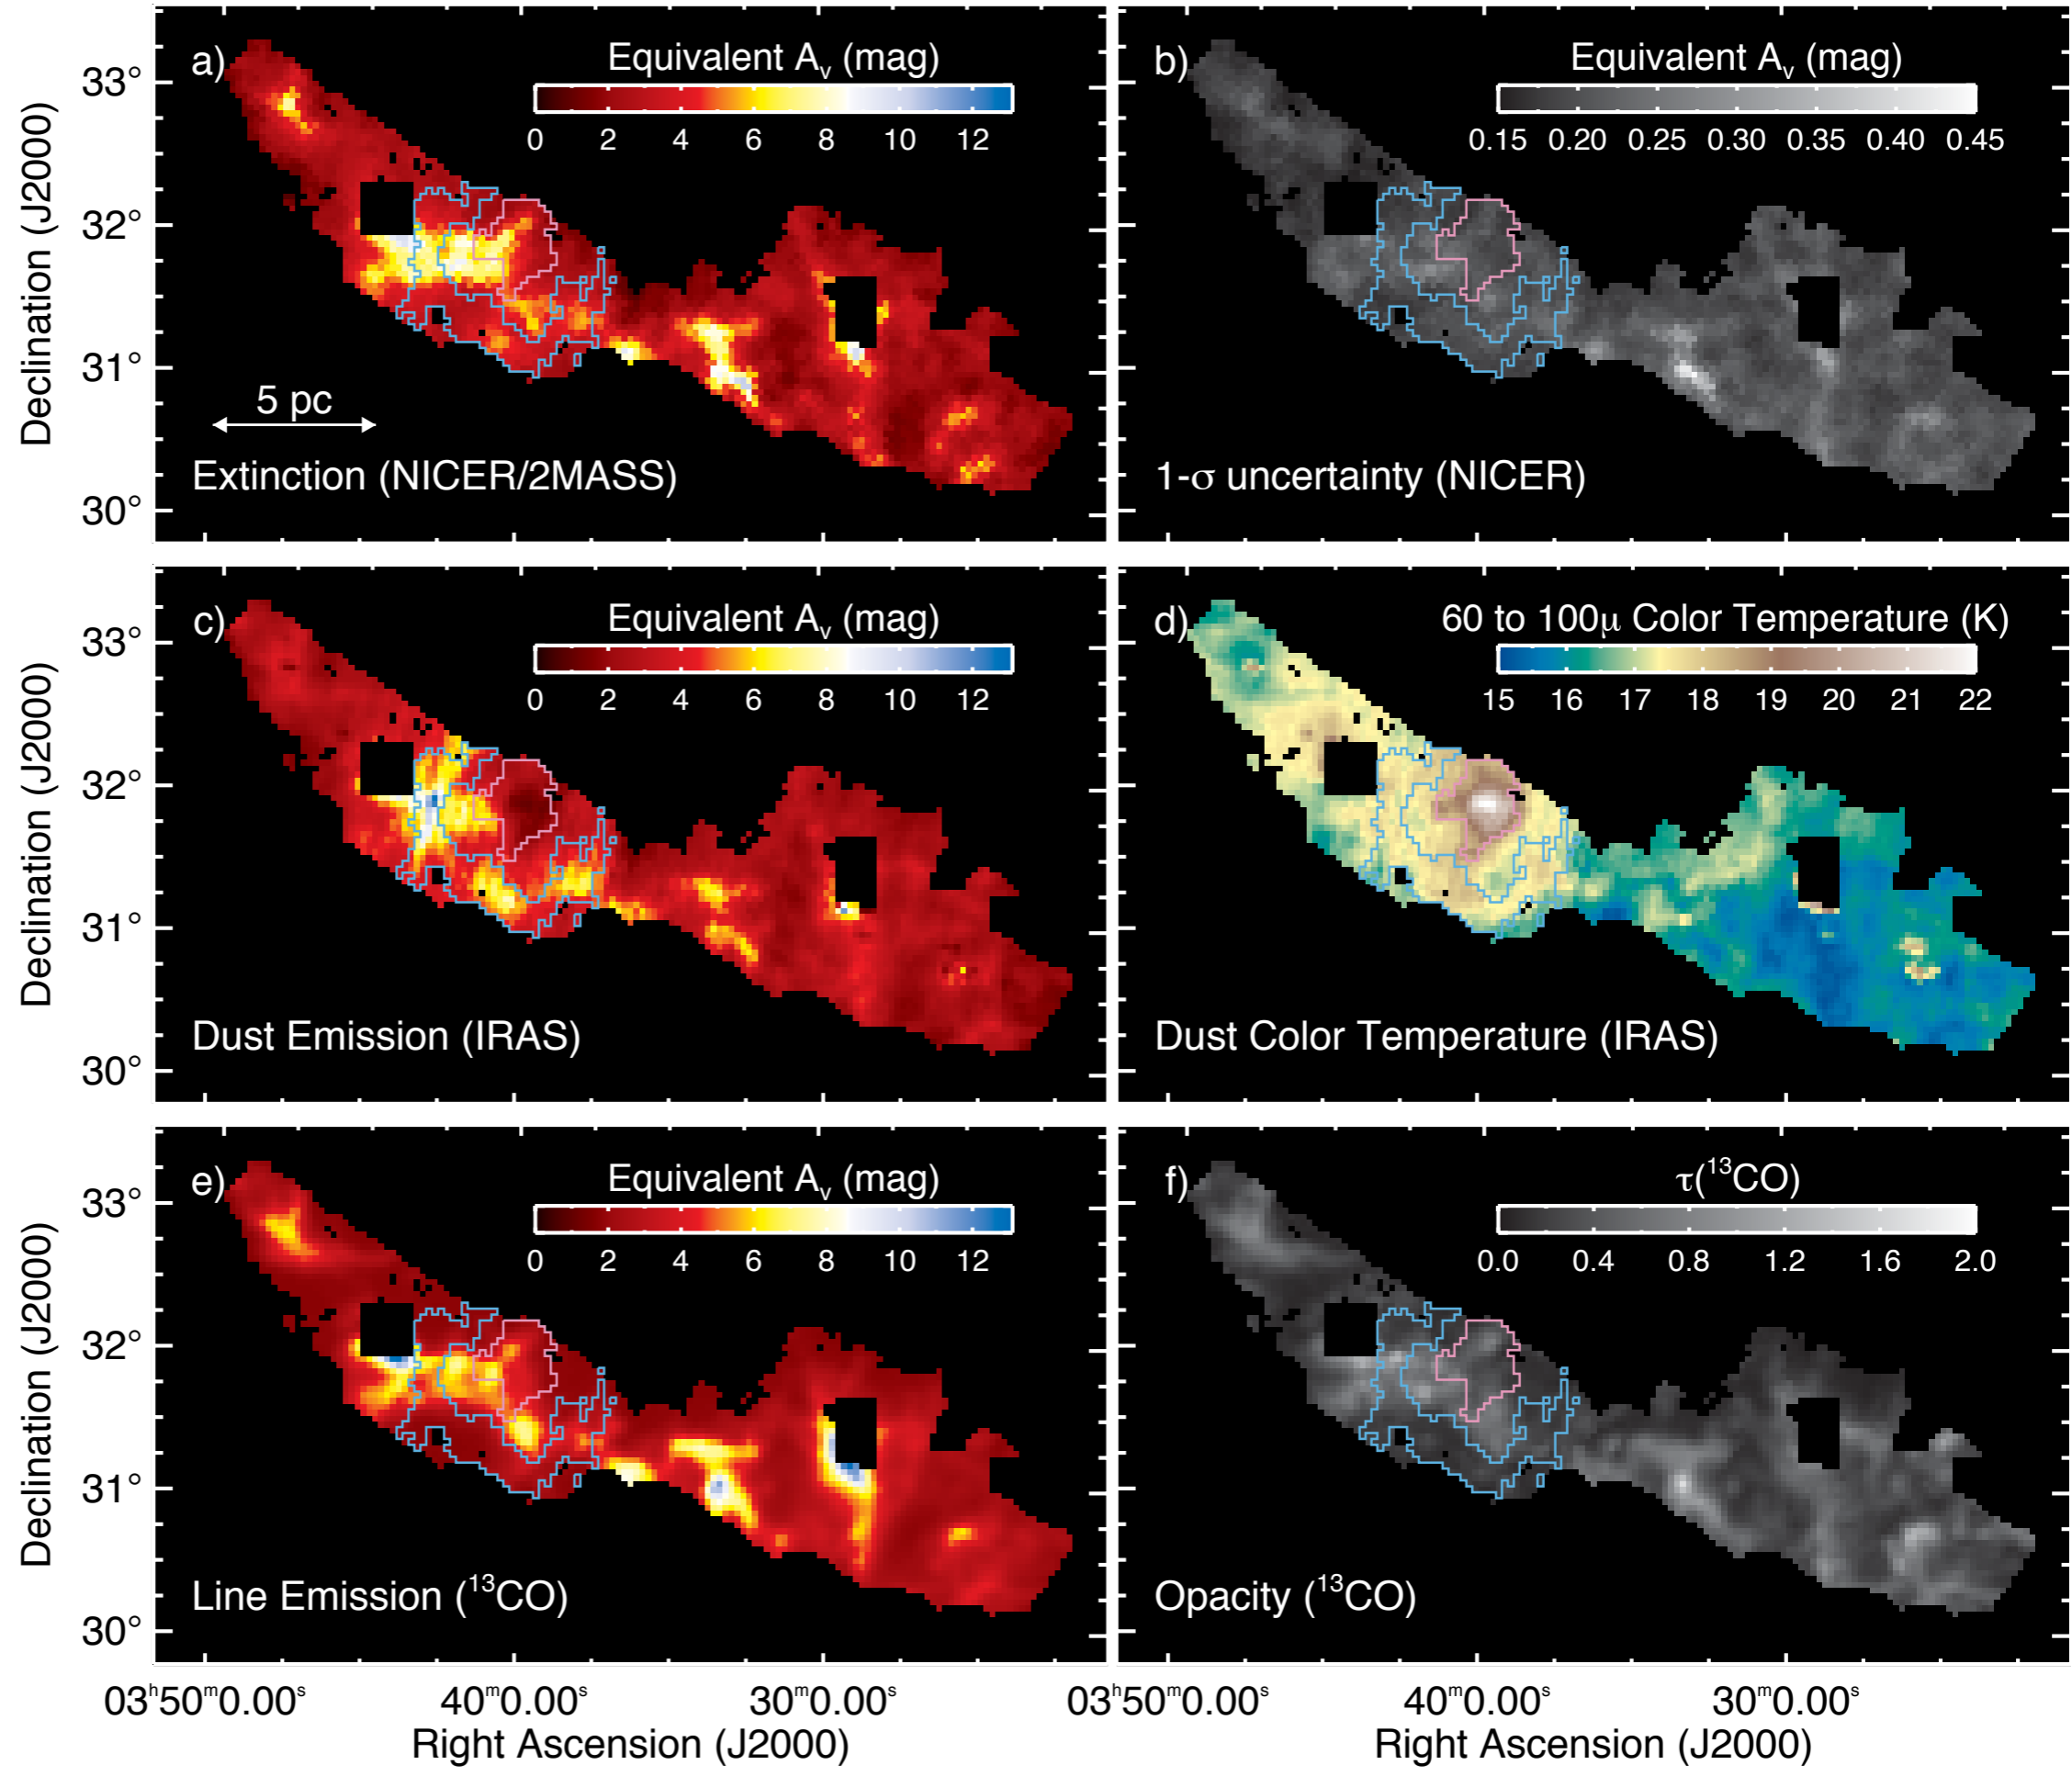 a)
Equivalent Av (mag)
0 2 4 6 8 10 12
5 pc
Extinction (NICER/2MASS)
Declination (J2000)
33°
32°
31°
30°
b)
Equivalent Av (mag)
0.15 0.20 0.25 0.30 0.35 0.40 0.45
1-σ uncertainty (NICER)
c)
Equivalent Av (mag)
0 2 4 6 8 10 12
Dust Emission (IRAS)
Declination (J2000)
33°
32°
31°
30°
d)
60 to 100μ Color Temperature (K)
15 16 17 18 19 20 21 22
Dust Color Temperature (IRAS)
e)
Equivalent Av (mag)
0 2 4 6 8 10 12
Line Emission (¹³CO)
Declination (J2000)
33°
32°
31°
30°
f)
τ(¹³CO)
0.0 0.4 0.8 1.2 1.6 2.0
Opacity (¹³CO)
03ʰ50ᵐ0.00ˢ 40ᵐ0.00ˢ 30ᵐ0.00ˢ
Right Ascension (J2000)
03ʰ50ᵐ0.00ˢ 40ᵐ0.00ˢ 30ᵐ0.00ˢ
Right Ascension (J2000)